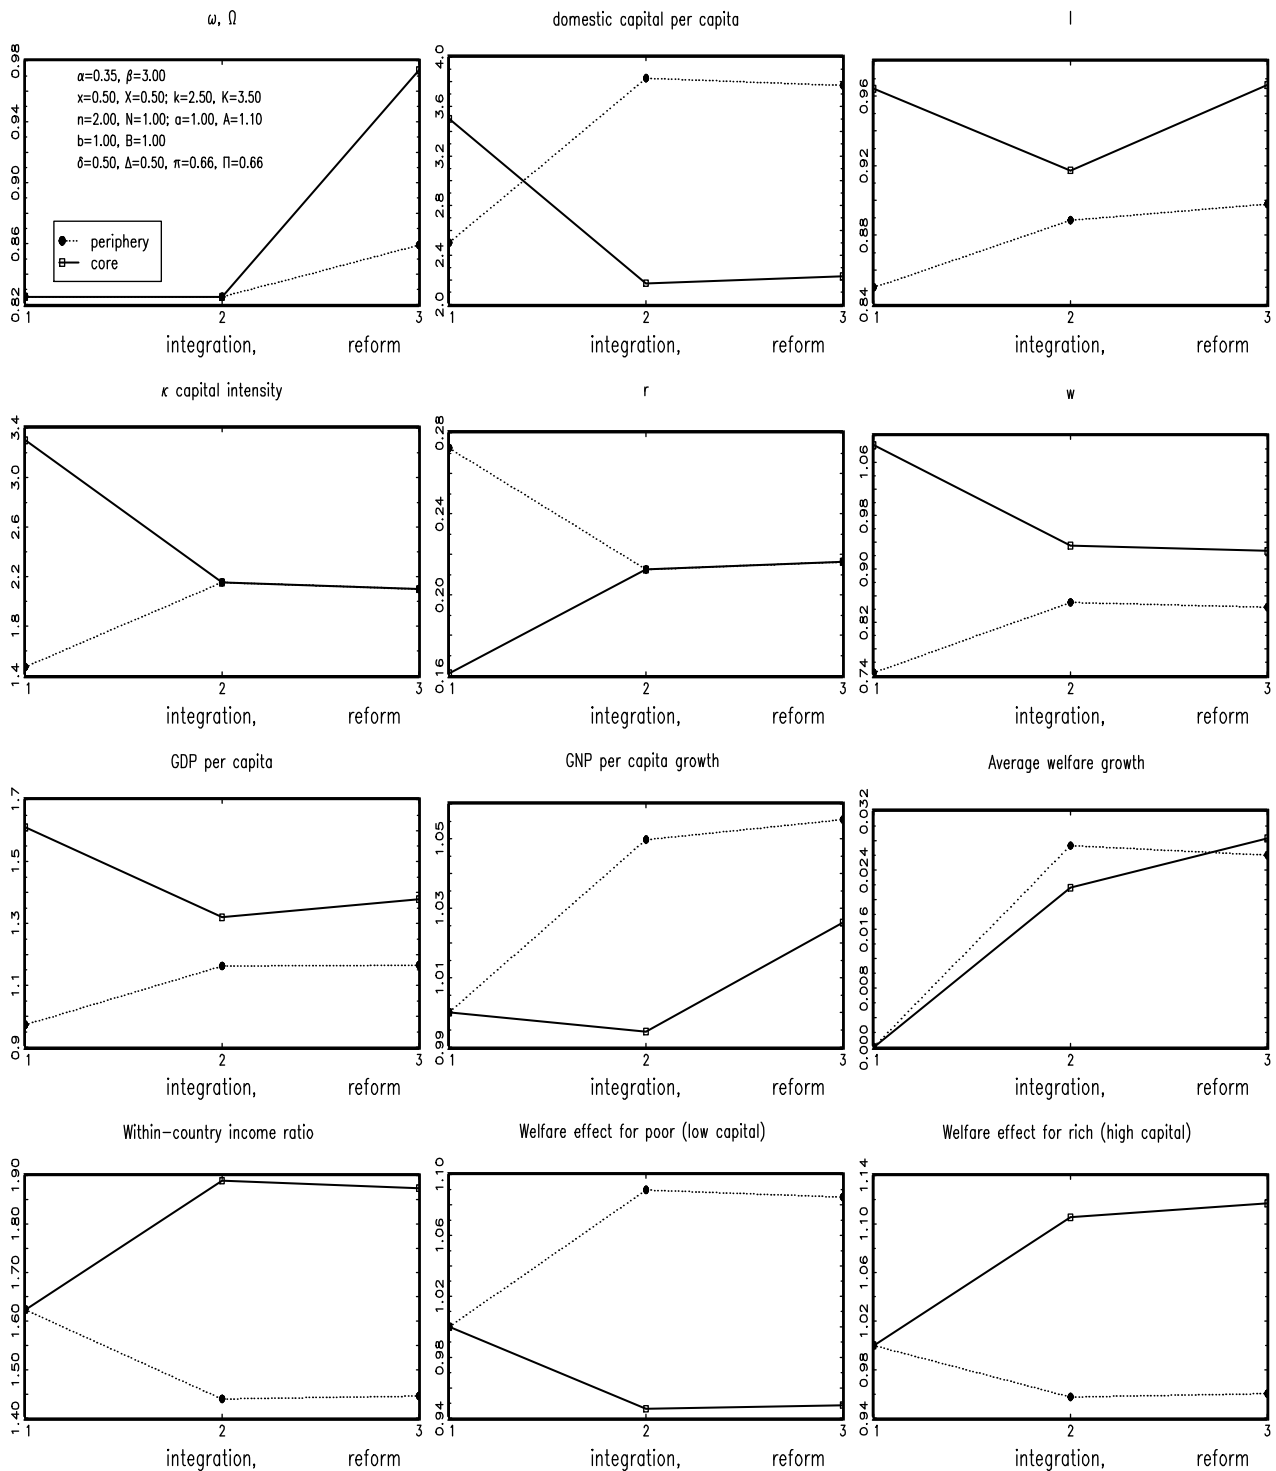 ω, Ω
0.98
0.94
0.90
0.86
0.82
α=0.35, β=3.00
x=0.50, X=0.50; k=2.50, K=3.50
n=2.00, N=1.00; a=1.00, A=1.10
b=1.00, B=1.00
δ=0.50, Δ=0.50, π=0.66, Π=0.66
periphery
core
1 2 3
integration, reform
domestic capital per capita
4.0
3.6
3.2
2.8
2.4
2.0
1 2 3
integration, reform
l
0.96
0.92
0.88
0.84
1 2 3
integration, reform
κ capital intensity
3.4
3.0
2.6
2.2
1.8
1.4
1 2 3
integration, reform
r
0.28
0.24
0.20
0.16
1 2 3
integration, reform
w
1.06
0.98
0.90
0.82
0.74
1 2 3
integration, reform
GDP per capita
1.7
1.5
1.3
1.1
0.9
1 2 3
integration, reform
GNP per capita growth
1.05
1.03
1.01
0.99
1 2 3
integration, reform
Average welfare growth
0.032
0.024
0.016
0.008
0.000
1 2 3
integration, reform
Within-country income ratio
1.90
1.80
1.70
1.60
1.50
1.40
1 2 3
integration, reform
Welfare effect for poor (low capital)
1.10
1.06
1.02
0.98
0.94
1 2 3
integration, reform
Welfare effect for rich (high capital)
1.14
1.10
1.06
1.02
0.98
0.94
1 2 3
integration, reform